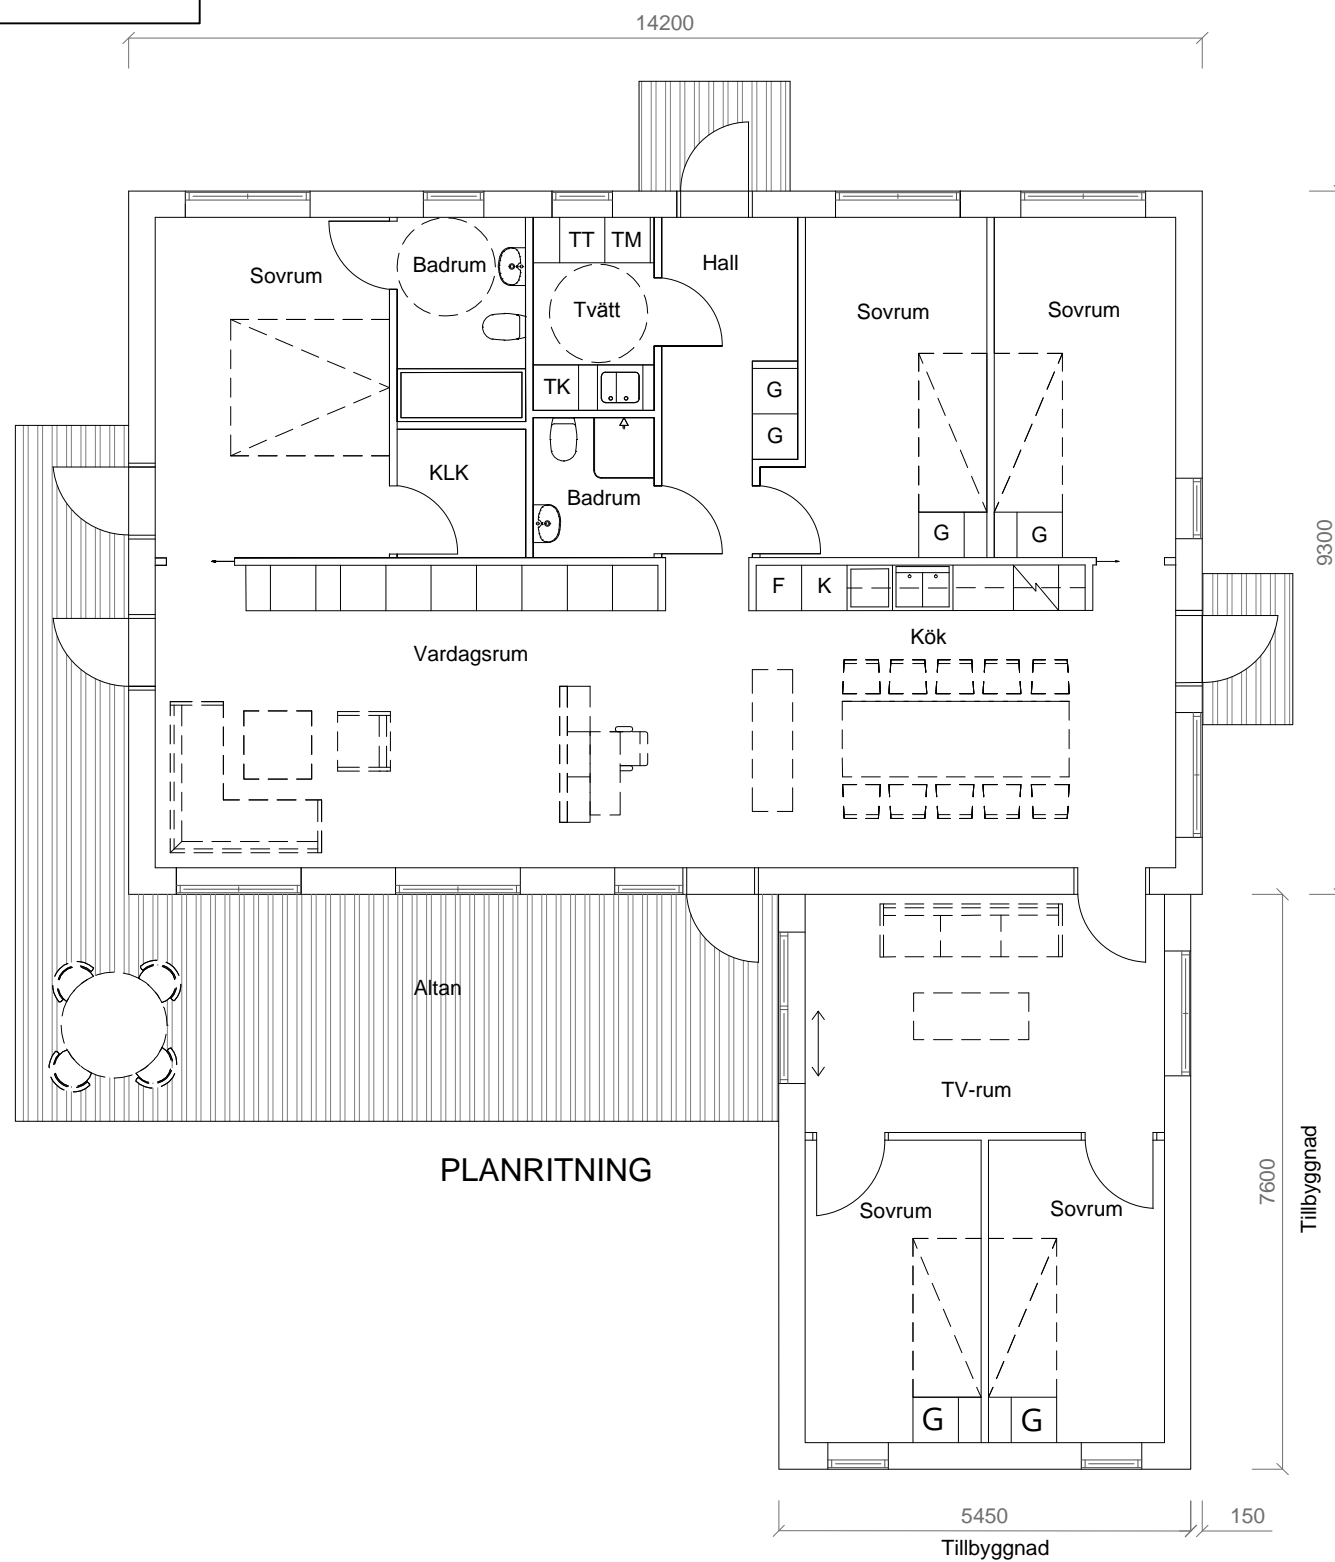 14200
TT TM
Hall
Badrum
Sovrum
Tvätt
Sovrum
Sovrum
TK
G
G
KLK
Badrum
G
G
9300
F K
Kök
Vardagsrum
Altan
TV-rum
PLANRITNING
7600
Tillbyggnad
Sovrum
Sovrum
G
G
5450
150
Tillbyggnad